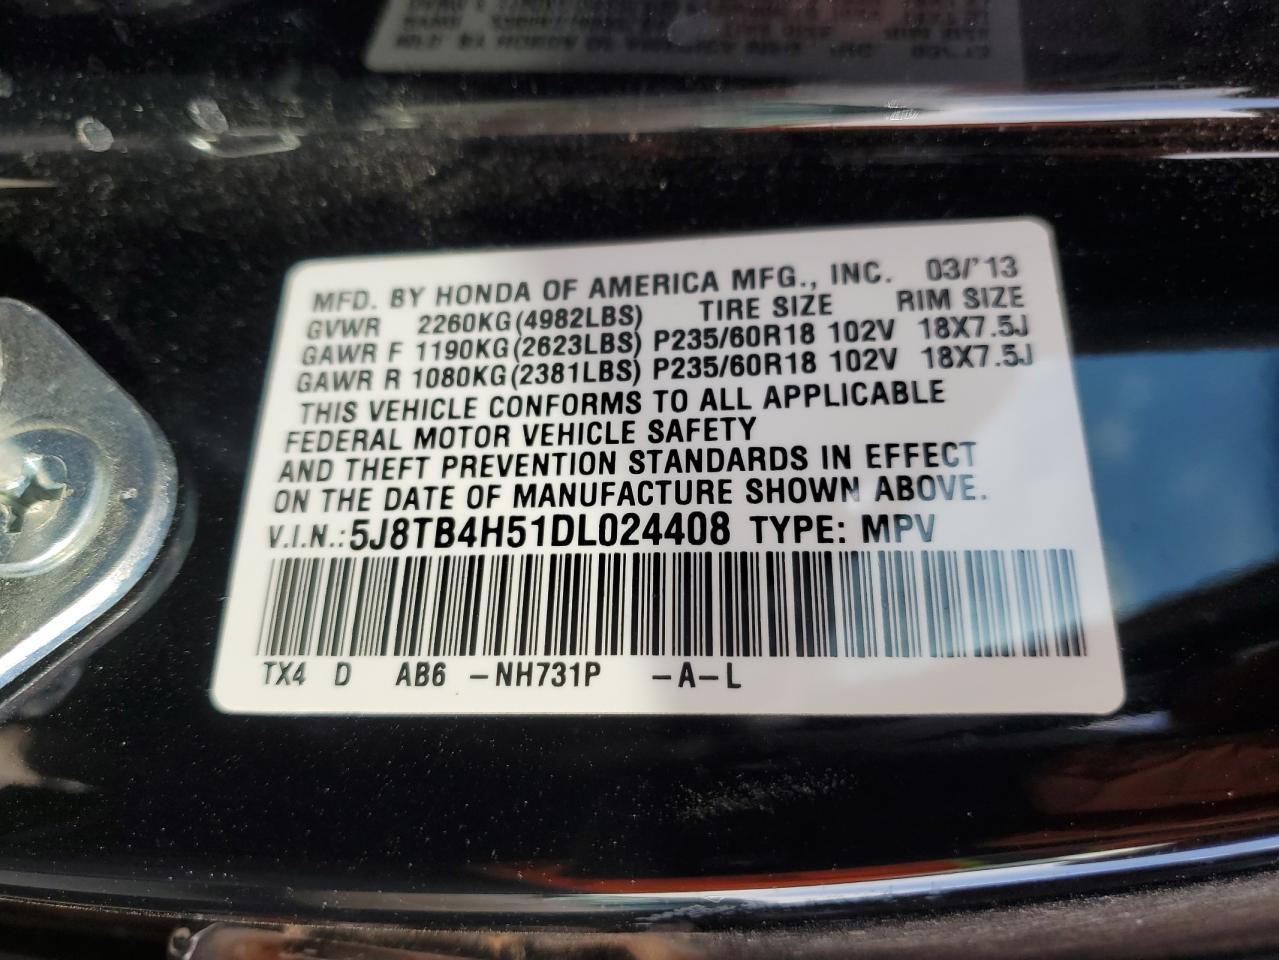 MFD. BY HONDA OF AMERICA MFG., INC. 03/'13
GVWR 2260KG(4982LBS) TIRE SIZE RIM SIZE
GAWR F 1190KG(2623LBS) P235/60R18 102V 18X7.5J
GAWR R 1080KG(2381LBS) P235/60R18 102V 18X7.5J
THIS VEHICLE CONFORMS TO ALL APPLICABLE
FEDERAL MOTOR VEHICLE SAFETY
AND THEFT PREVENTION STANDARDS IN EFFECT
ON THE DATE OF MANUFACTURE SHOWN ABOVE.
V.I.N.: 5J8TB4H51DL024408 TYPE: MPV
TX4 D AB6 -NH731P -A-L